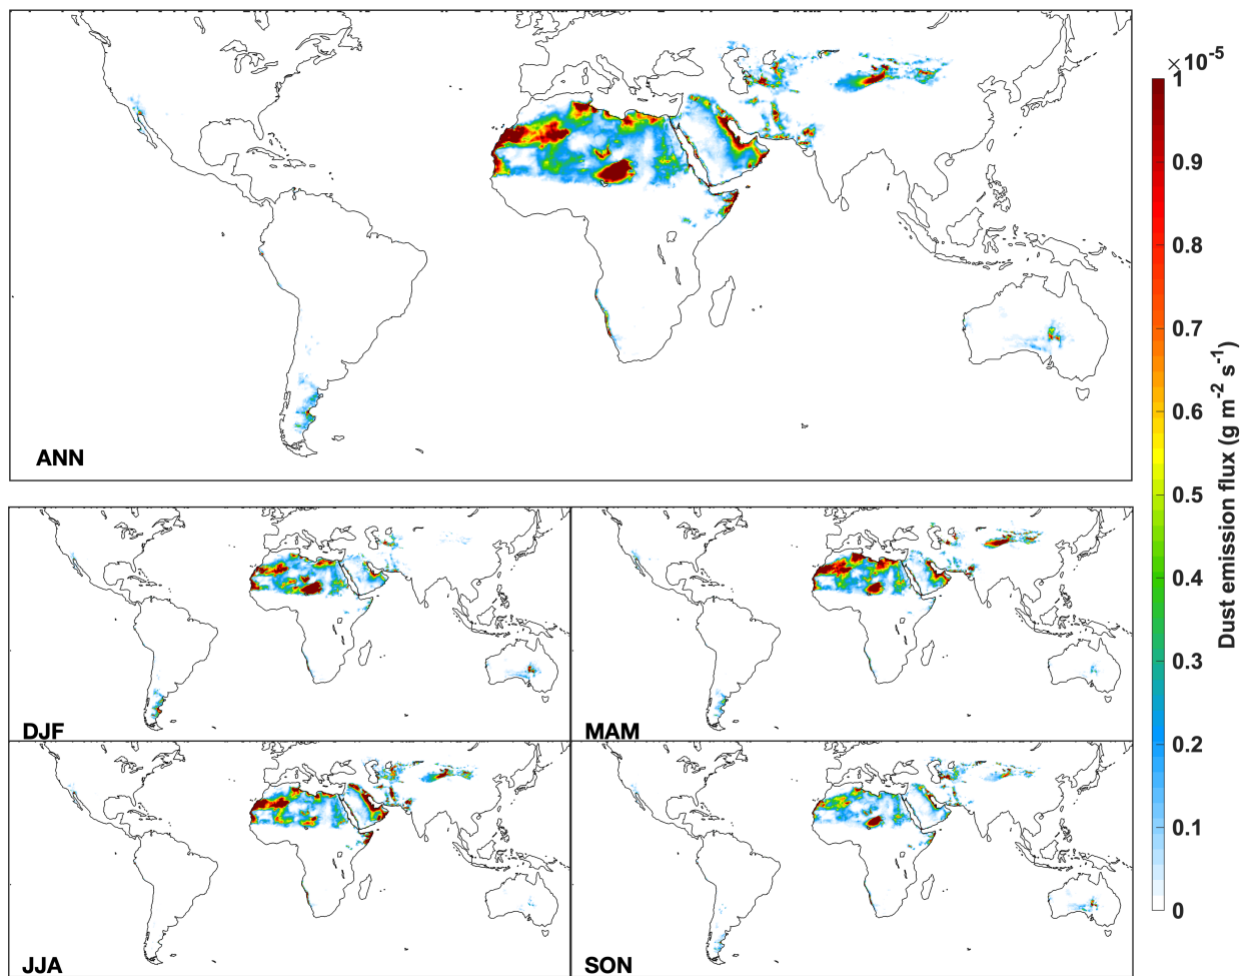 ANN
DJF
MAM
JJA
SON
×10⁻⁵
1
0.9
0.8
0.7
0.6
0.5
0.4
0.3
0.2
0.1
0
Dust emission flux (g m⁻² s⁻¹)